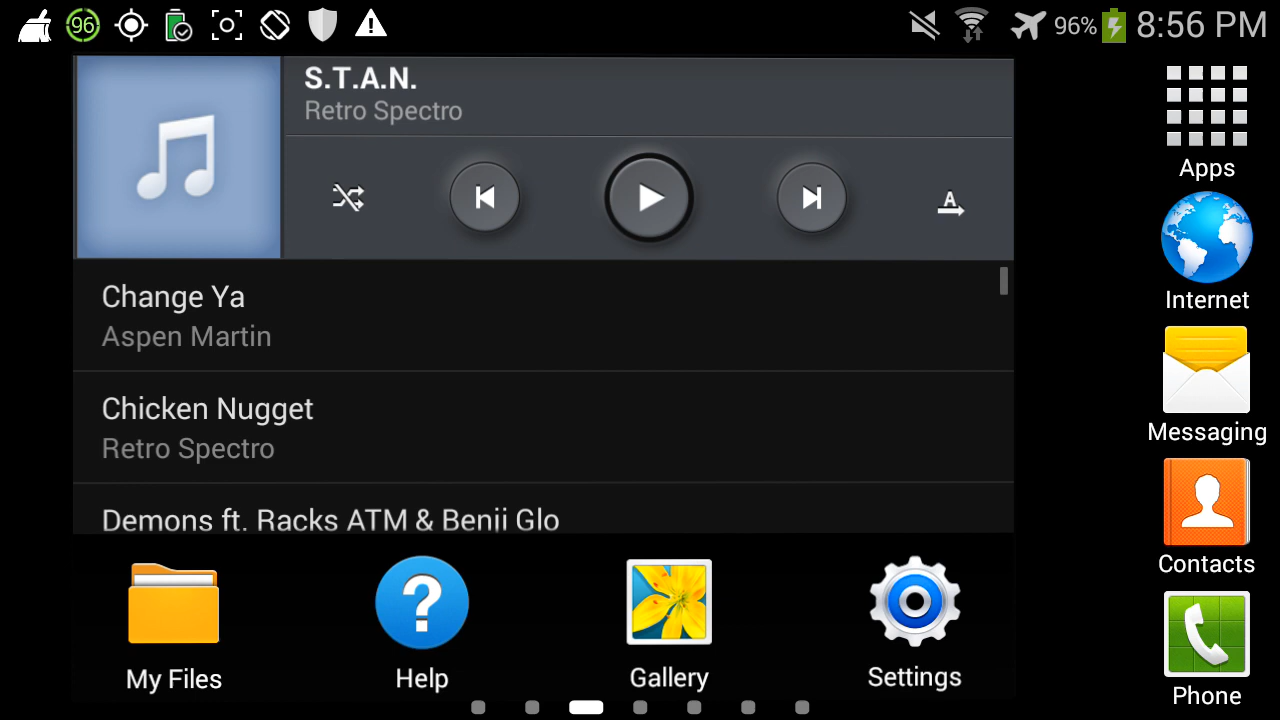 96
96% 8:56 PM
S.T.A.N.
Retro Spectro
A
Change Ya
Aspen Martin
Chicken Nugget
Retro Spectro
Demons ft. Racks ATM & Benji Glo
My Files
Help
Gallery
Settings
Apps
Internet
Messaging
Contacts
Phone